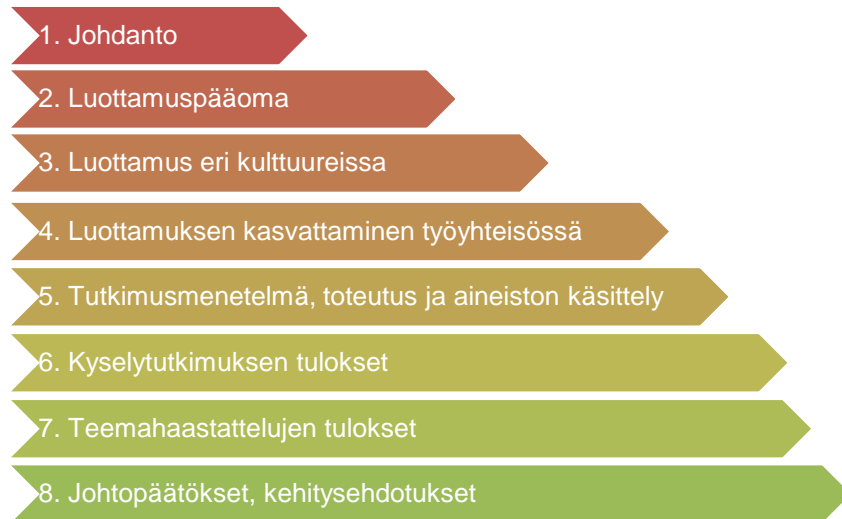 1. Johdanto
2. Luottamuspääoma
3. Luottamus eri kulttuureissa
4. Luottamuksen kasvattaminen työyhteisössä
5. Tutkimusmenetelmä, toteutus ja aineiston käsittely
6. Kyselytutkimuksen tulokset
7. Teemahaastattelujen tulokset
8. Johtopäätökset, kehitysehdotukset